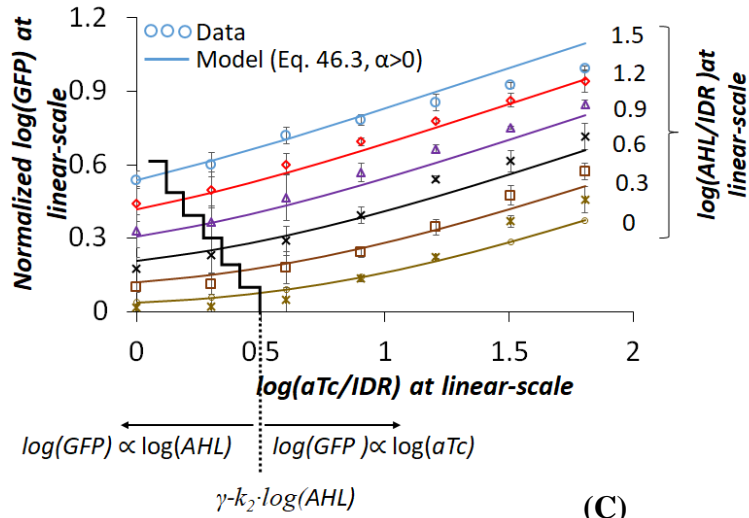 Normalized log(GFP) at
linear-scale
1.2
0.9
0.6
0.3
0
Data
Model (Eq. 46.3, α>0)
1.5
1.2
0.9
0.6
0.3
0
log(AHL/IDR )at
linear-scale
0
0.5
1
1.5
2
log(aTc/IDR) at linear-scale
log(GFP) ∝ log(AHL)
log(GFP )∝ log(aTc)
γ-k₂·log(AHL)
(C)